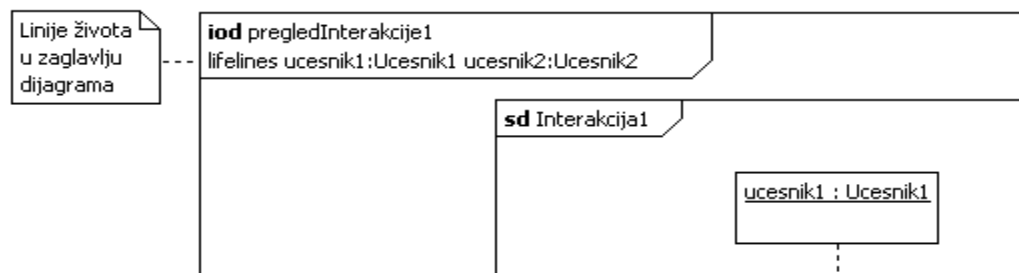 Linije života
u zaglavlju
dijagrama
iod pregledInterakcije1
lifelines ucesnik1:Ucesnik1 ucesnik2:Ucesnik2
sd Interakcija1
ucesnik1 : Ucesnik1